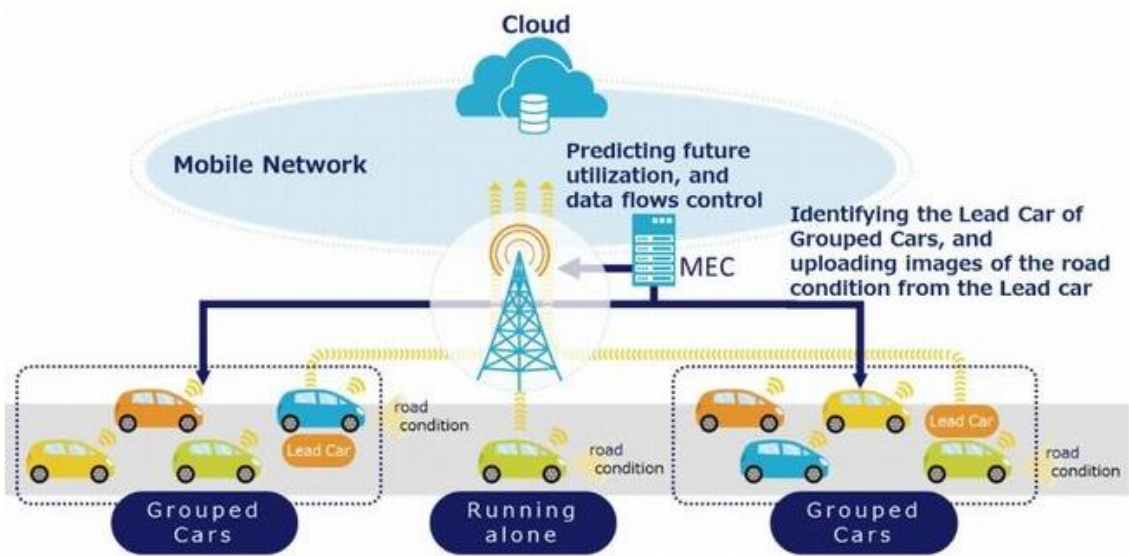 Cloud
Mobile Network
Predicting future
utilization, and
data flows control
MEC
Identifying the Lead Car of
Grouped Cars, and
uploading images of the road
condition from the Lead car
road
condition
Lead Car
road
condition
Lead Car
road
condition
Grouped
Cars
Running
alone
Grouped
Cars